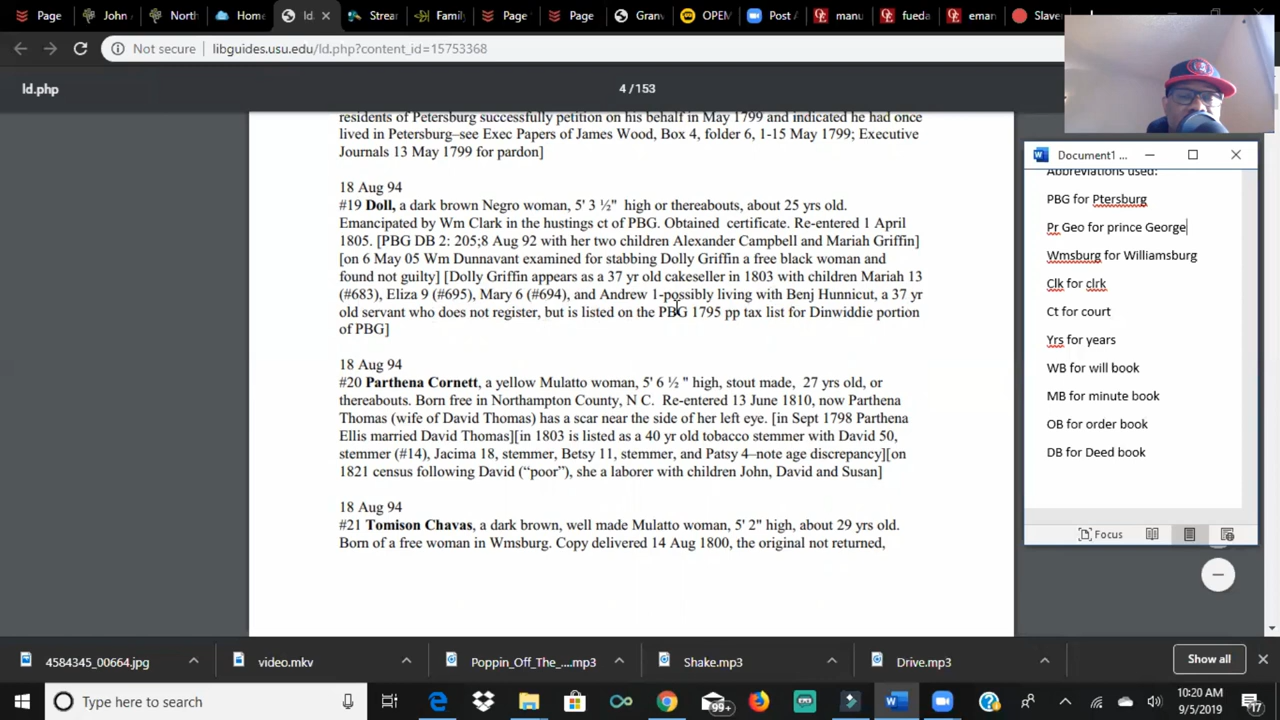 Page
John
North
Home
ld.
Strear
Family
Page
Page
Gran
OPEM
Post A
manu
fueda
eman
Slave
Not secure | libguides.usu.edu/ld.php?content_id=15753368
ld.php
4 / 153
residents of Petersburg successfully petition on his behalf in May 1799 and indicated he had once
lived in Petersburg–see Exec Papers of James Wood, Box 4, folder 6, 1-15 May 1799; Executive
Journals 13 May 1799 for pardon]
18 Aug 94
#19 Doll, a dark brown Negro woman, 5' 3 ½" high or thereabouts, about 25 yrs old.
Emancipated by Wm Clark in the hustings ct of PBG. Obtained certificate. Re-entered 1 April
1805. [PBG DB 2: 205;8 Aug 92 with her two children Alexander Campbell and Mariah Griffin]
[on 6 May 05 Wm Dunnavant examined for stabbing Dolly Griffin a free black woman and
found not guilty] [Dolly Griffin appears as a 37 yr old cakeseller in 1803 with children Mariah 13
(#683), Eliza 9 (#695), Mary 6 (#694), and Andrew 1-possibly living with Benj Hunnicut, a 37 yr
old servant who does not register, but is listed on the PBG 1795 pp tax list for Dinwiddie portion
of PBG]
18 Aug 94
#20 Parthena Cornett, a yellow Mulatto woman, 5' 6 ½ " high, stout made, 27 yrs old, or
thereabouts. Born free in Northampton County, N C. Re-entered 13 June 1810, now Parthena
Thomas (wife of David Thomas) has a scar near the side of her left eye. [in Sept 1798 Parthena
Ellis married David Thomas][in 1803 is listed as a 40 yr old tobacco stemmer with David 50,
stemmer (#14), Jacima 18, stemmer, Betsy 11, stemmer, and Patsy 4–note age discrepancy][on
1821 census following David (“poor”), she a laborer with children John, David and Susan]
18 Aug 94
#21 Tomison Chavas, a dark brown, well made Mulatto woman, 5' 2" high, about 29 yrs old.
Born of a free woman in Wmsburg. Copy delivered 14 Aug 1800, the original not returned,
Document1 ...
Abbreviations used:
PBG for Ptersburg
Pr Geo for prince George
Wmsburg for Williamsburg
Clk for clrk
Ct for court
Yrs for years
WB for will book
MB for minute book
OB for order book
DB for Deed book
Focus
4584345_00664.jpg
video.mkv
Poppin_Off_The_....mp3
Shake.mp3
Drive.mp3
Show all
Type here to search
99+
10:20 AM
9/5/2019
17